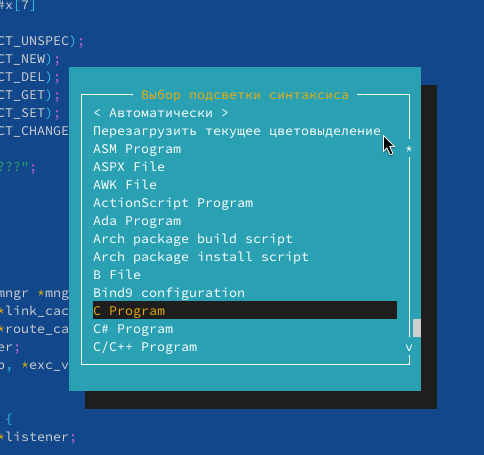 #x[7]
CT_UNSPEC);
CT_NEW);
CT_DEL);
CT_GET);
CT_SET);
CT_CHANGE
???";
mngr *mng
*link_cac
*route_ca
er;
, *exc_v
{
*listener;
Выбор подсветки синтаксиса
< Автоматически >
Перезагрузить текущее цветовыделение
ASM Program
*
ASPX File
AWK File
ActionScript Program
Ada Program
Arch package build script
Arch package install script
B File
Bind9 configuration
C Program
C# Program
C/C++ Program
v